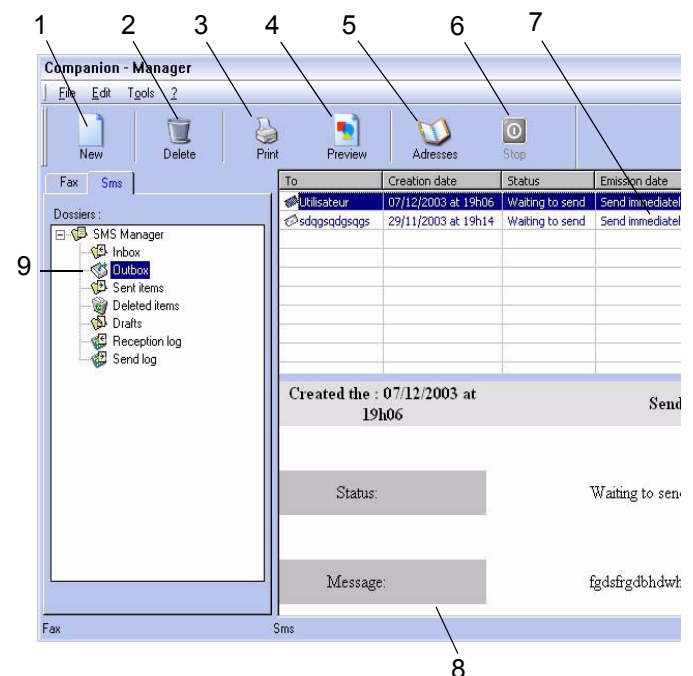 1 2 3 4 5 6 7
Companion - Manager
File Edit Tools ?
New Delete Print Preview Adresses Stop
Fax Sms
To Creation date Status Emission date
Utilisateur 07/12/2003 at 19h06 Waiting to send Send immediatel
sdqgsqdgsqgs 29/11/2003 at 19h14 Waiting to send Send immediatel
Dossiers :
SMS Manager
Inbox
9 Outbox
Sent items
Deleted items
Drafts
Reception log
Send log
Created the : 07/12/2003 at
19h06
Send
Status: Waiting to send
Message: fgdsfrgdbhdwh
Fax Sms
8